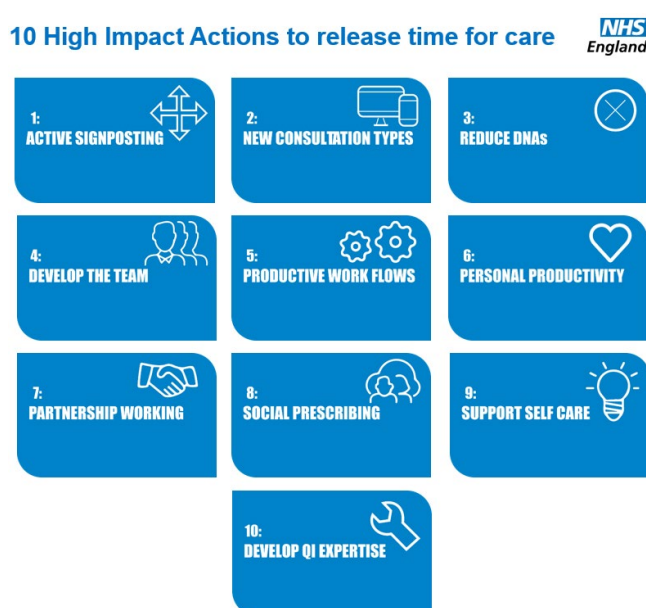 10 High Impact Actions to release time for care
NHS
England
1:
ACTIVE SIGNPOSTING
2:
NEW CONSULTATION TYPES
3:
REDUCE DNAs
4:
DEVELOP THE TEAM
5:
PRODUCTIVE WORK FLOWS
6:
PERSONAL PRODUCTIVITY
7:
PARTNERSHIP WORKING
8:
SOCIAL PRESCRIBING
9:
SUPPORT SELF CARE
10:
DEVELOP QI EXPERTISE